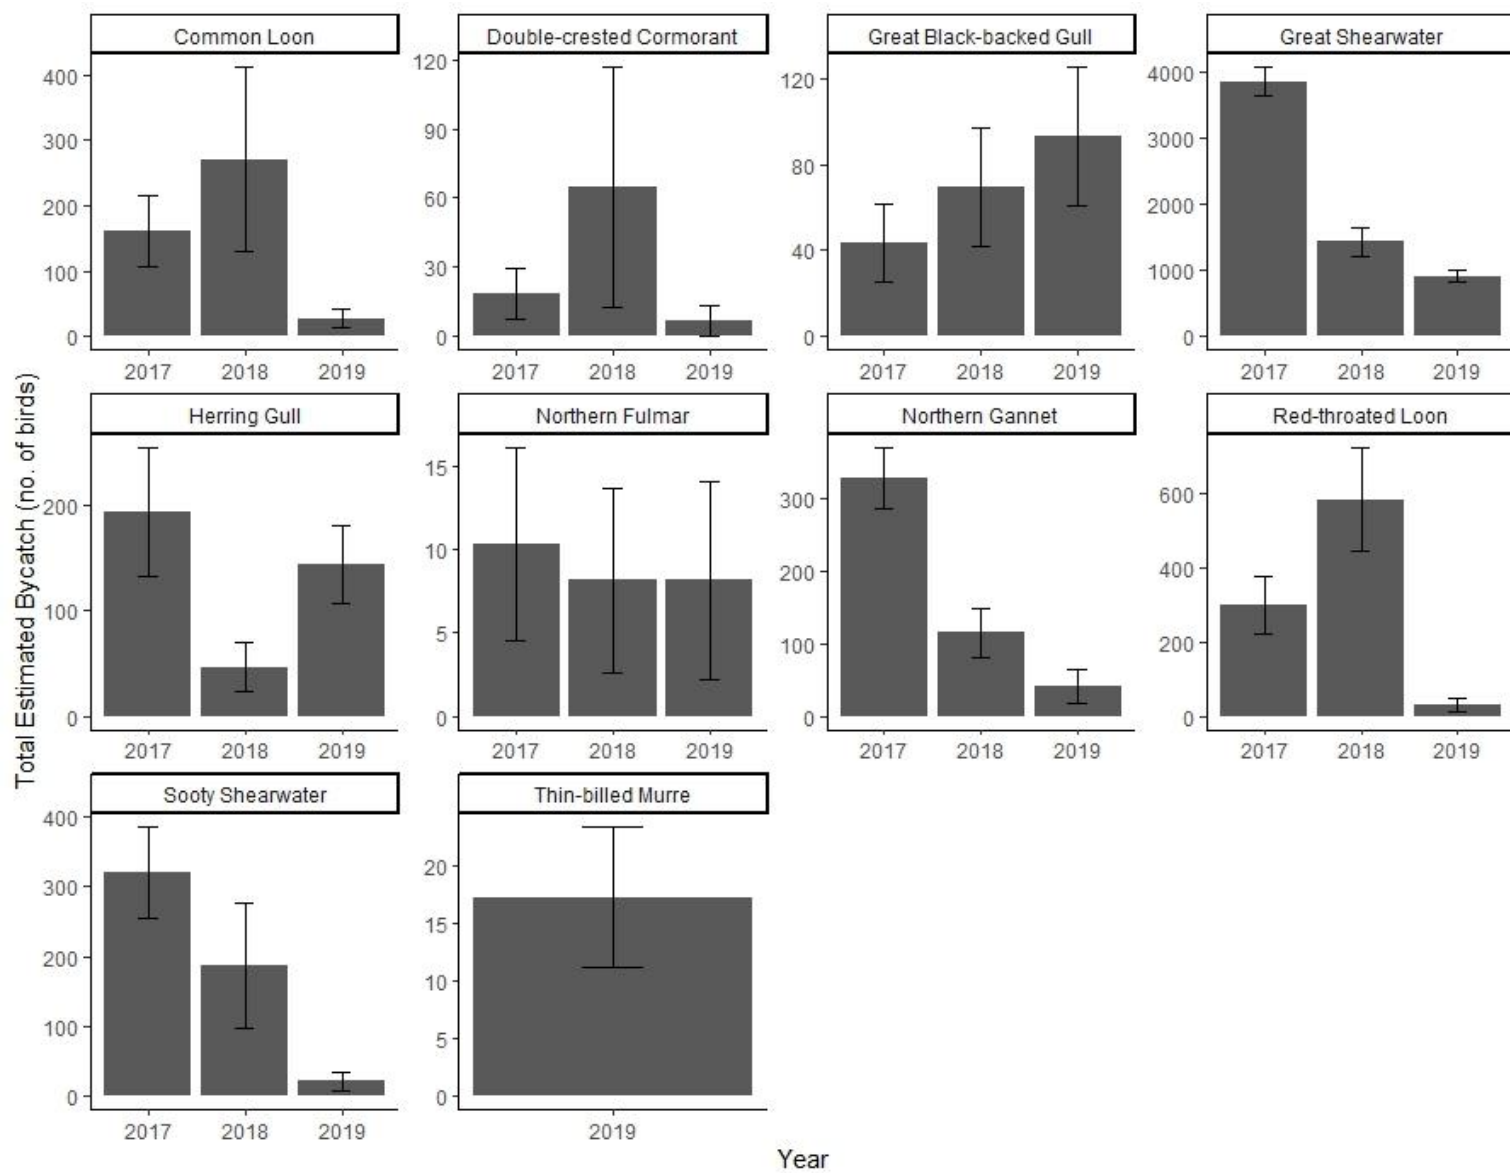 Common Loon
Double-crested Cormorant
Great Black-backed Gull
Great Shearwater
400
300
200
100
0
120
90
60
30
0
120
80
40
0
4000
3000
2000
1000
0
2017 2018 2019
2017 2018 2019
2017 2018 2019
2017 2018 2019
Total Estimated Bycatch (no. of birds)
Herring Gull
Northern Fulmar
Northern Gannet
Red-throated Loon
200
100
0
15
10
5
0
300
200
100
0
600
400
200
0
2017 2018 2019
2017 2018 2019
2017 2018 2019
2017 2018 2019
Sooty Shearwater
Thin-billed Murre
400
300
200
100
0
20
15
10
5
0
2017 2018 2019
2019
Year